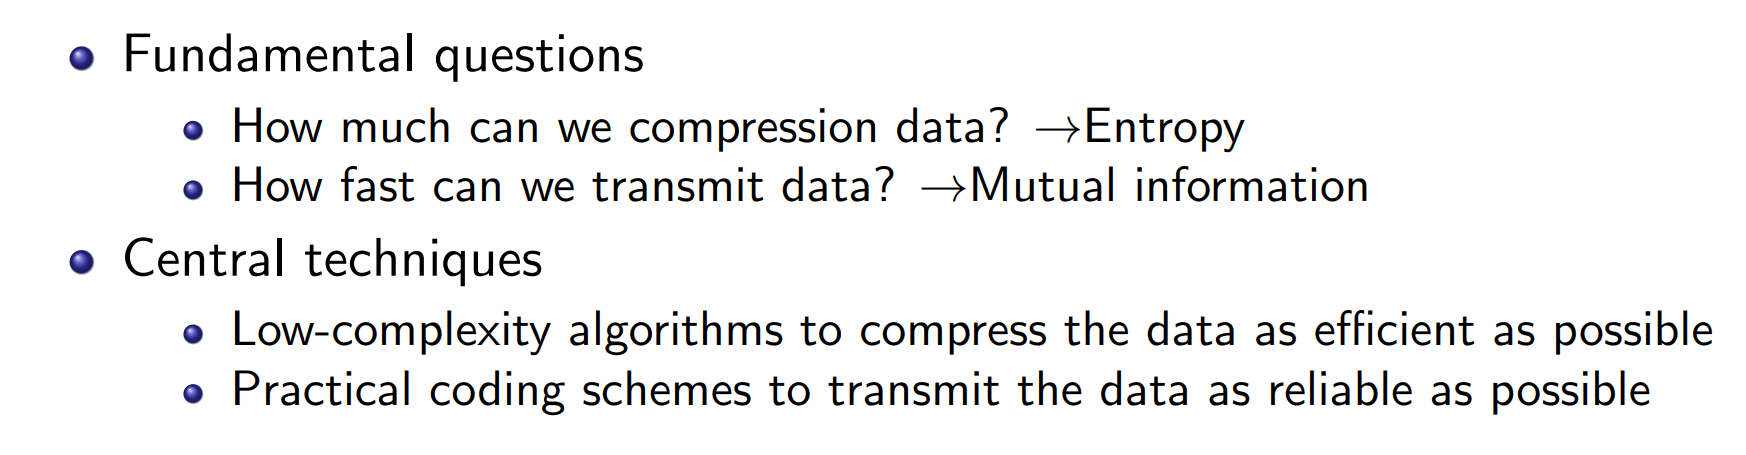 Fundamental questions
How much can we compression data? →Entropy
How fast can we transmit data? →Mutual information
Central techniques
Low-complexity algorithms to compress the data as efficient as possible
Practical coding schemes to transmit the data as reliable as possible